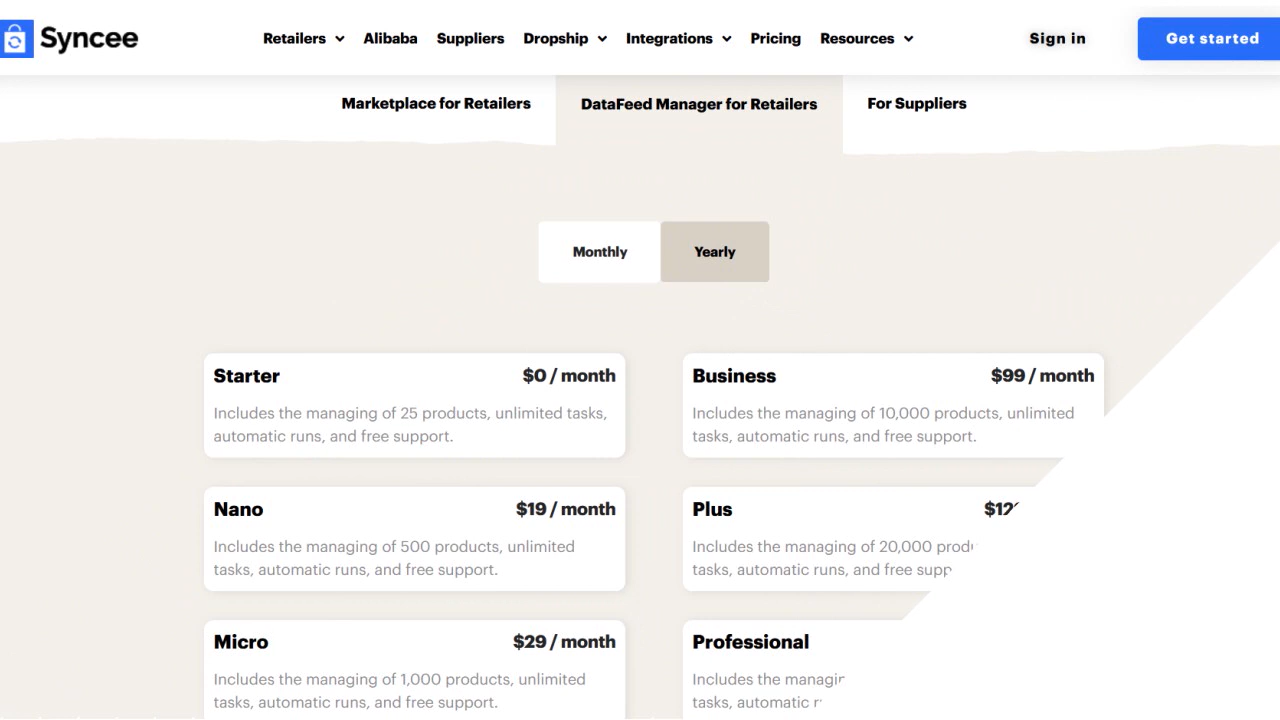 Syncee
Retailers Alibaba Suppliers Dropship Integrations Pricing Resources Sign in Get started
Marketplace for Retailers DataFeed Manager for Retailers For Suppliers
Monthly Yearly
Starter $0 / month
Includes the managing of 25 products, unlimited tasks,
automatic runs, and free support.
Business $99 / month
Includes the managing of 10,000 products, unlimited
tasks, automatic runs, and free support.
Nano $19 / month
Includes the managing of 500 products, unlimited
tasks, automatic runs, and free support.
Plus
Includes the managing of 20,000
tasks, automatic runs, and free
Micro $29 / month
Includes the managing of 1,000 products, unlimited
tasks, automatic runs, and free support.
Professional
Includes the
tasks, automatic